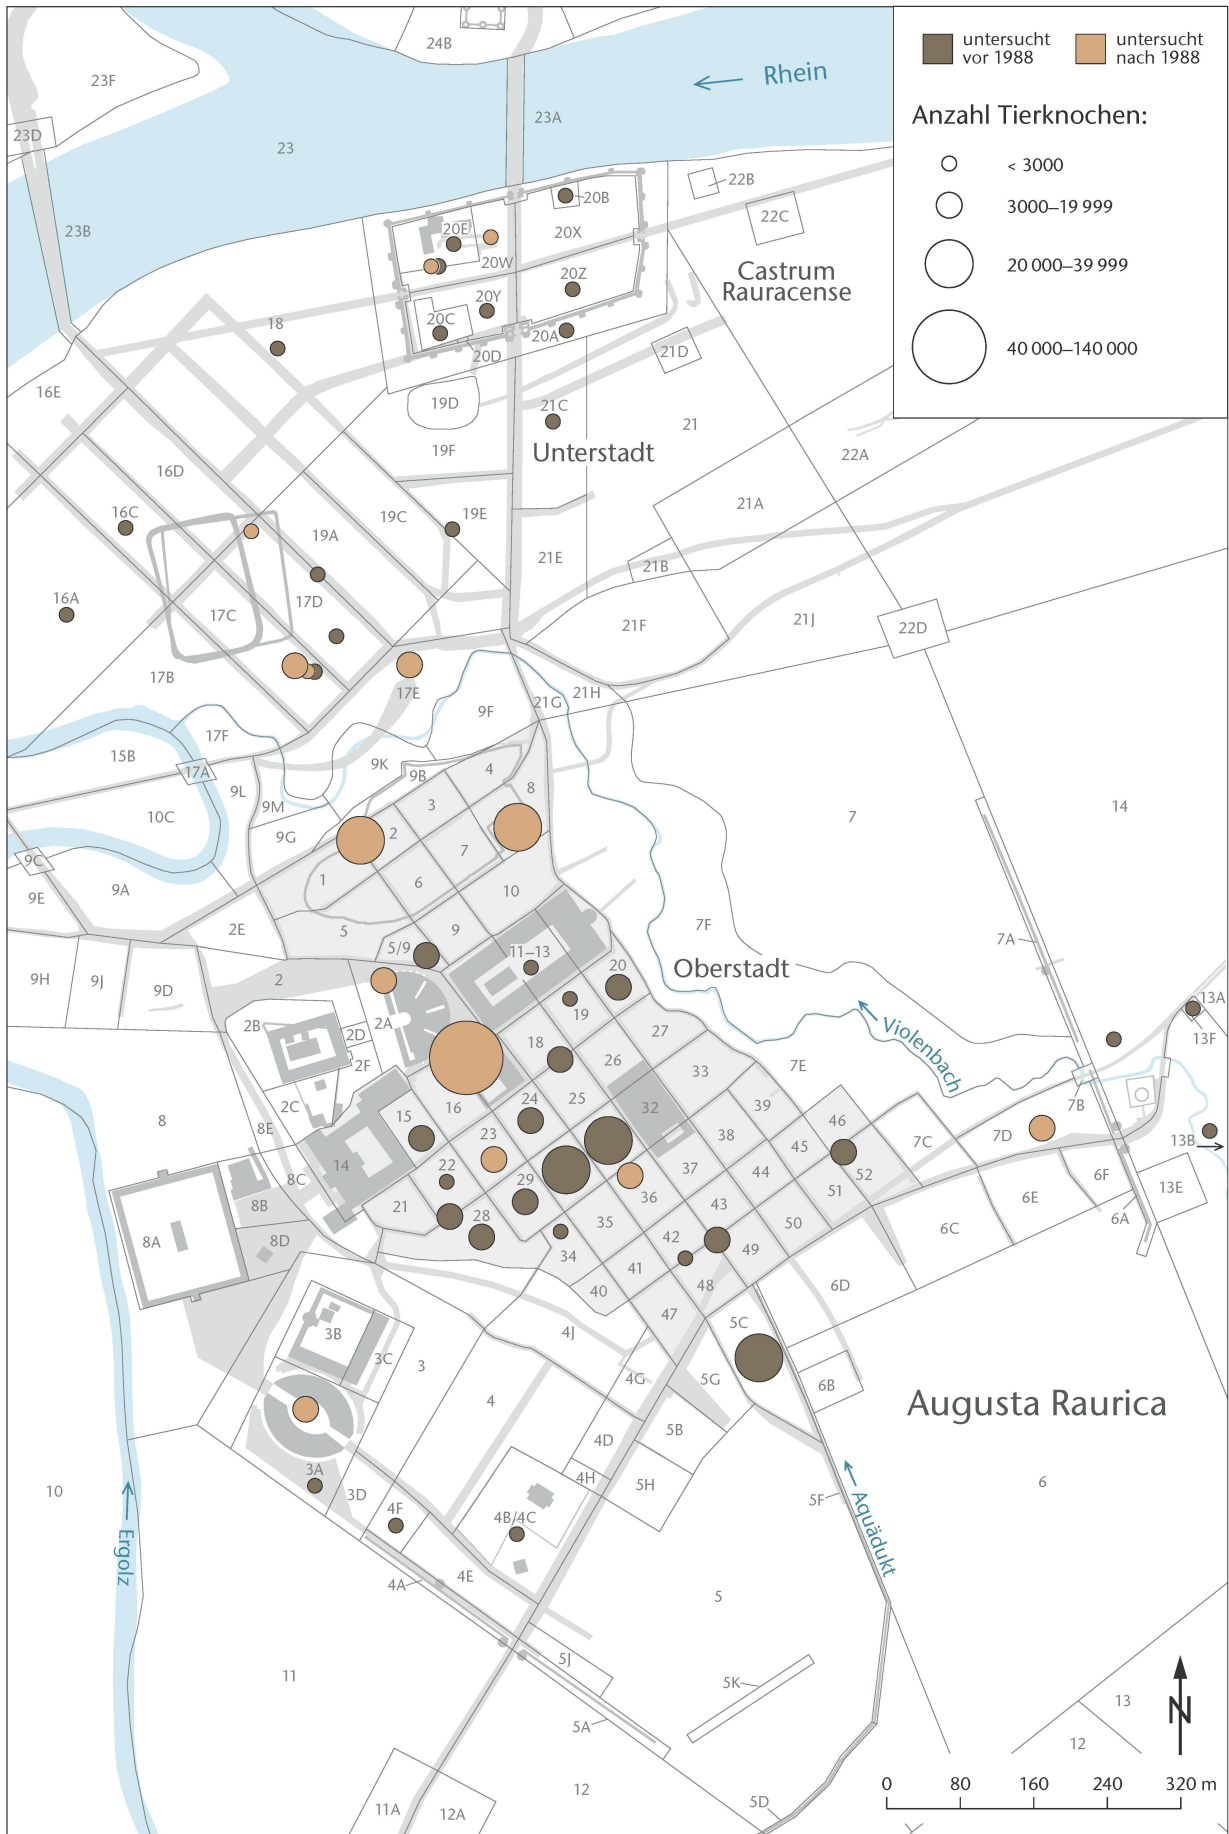 untersucht
vor 1988
untersucht
nach 1988
Anzahl Tierknochen:
< 3000
3000–19 999
20 000–39 999
40 000–140 000
24B
23F
Rhein
23A
23D
23
22B
20B
22C
23B
20E
20X
20W
Castrum
Rauracense
20Z
20Y
20C
18
20A
20D
21D
16E
19D
21C
21
Unterstadt
19F
22A
16D
21A
16C
19C
19E
19A
21E
21B
16A
17D
17C
21F
21J
22D
17B
17E
21H
21G
9F
17F
15B
9K
9B
4
17A
9L
8
3
9M
14
10C
9G
2
7
7
9C
1
6
10
9A
9E
2E
5
9
7F
5/9
11–13
7A
Oberstadt
20
9H
9J
9D
2
13A
19
2B
2A
2D
27
18
Violenbach
13F
2F
26
7E
33
2C
16
24
25
32
39
7B
8
8E
15
46
7D
23
38
45
7C
13B
14
22
37
44
52
6F
8C
29
36
51
13E
6E
8B
21
43
6A
28
35
50
8A
8D
42
49
6C
34
41
40
48
6D
47
3B
4J
5C
3C
3
4G
5G
6B
4
Augusta Raurica
5B
4D
3A
4H
5H
6
10
3D
5F
4F
4B/4C
Aquädukt
Ergolz
4E
4A
5
5J
11
5K
13
5A
12
N
12
0 80 160 240 320 m
11A
12A
5D